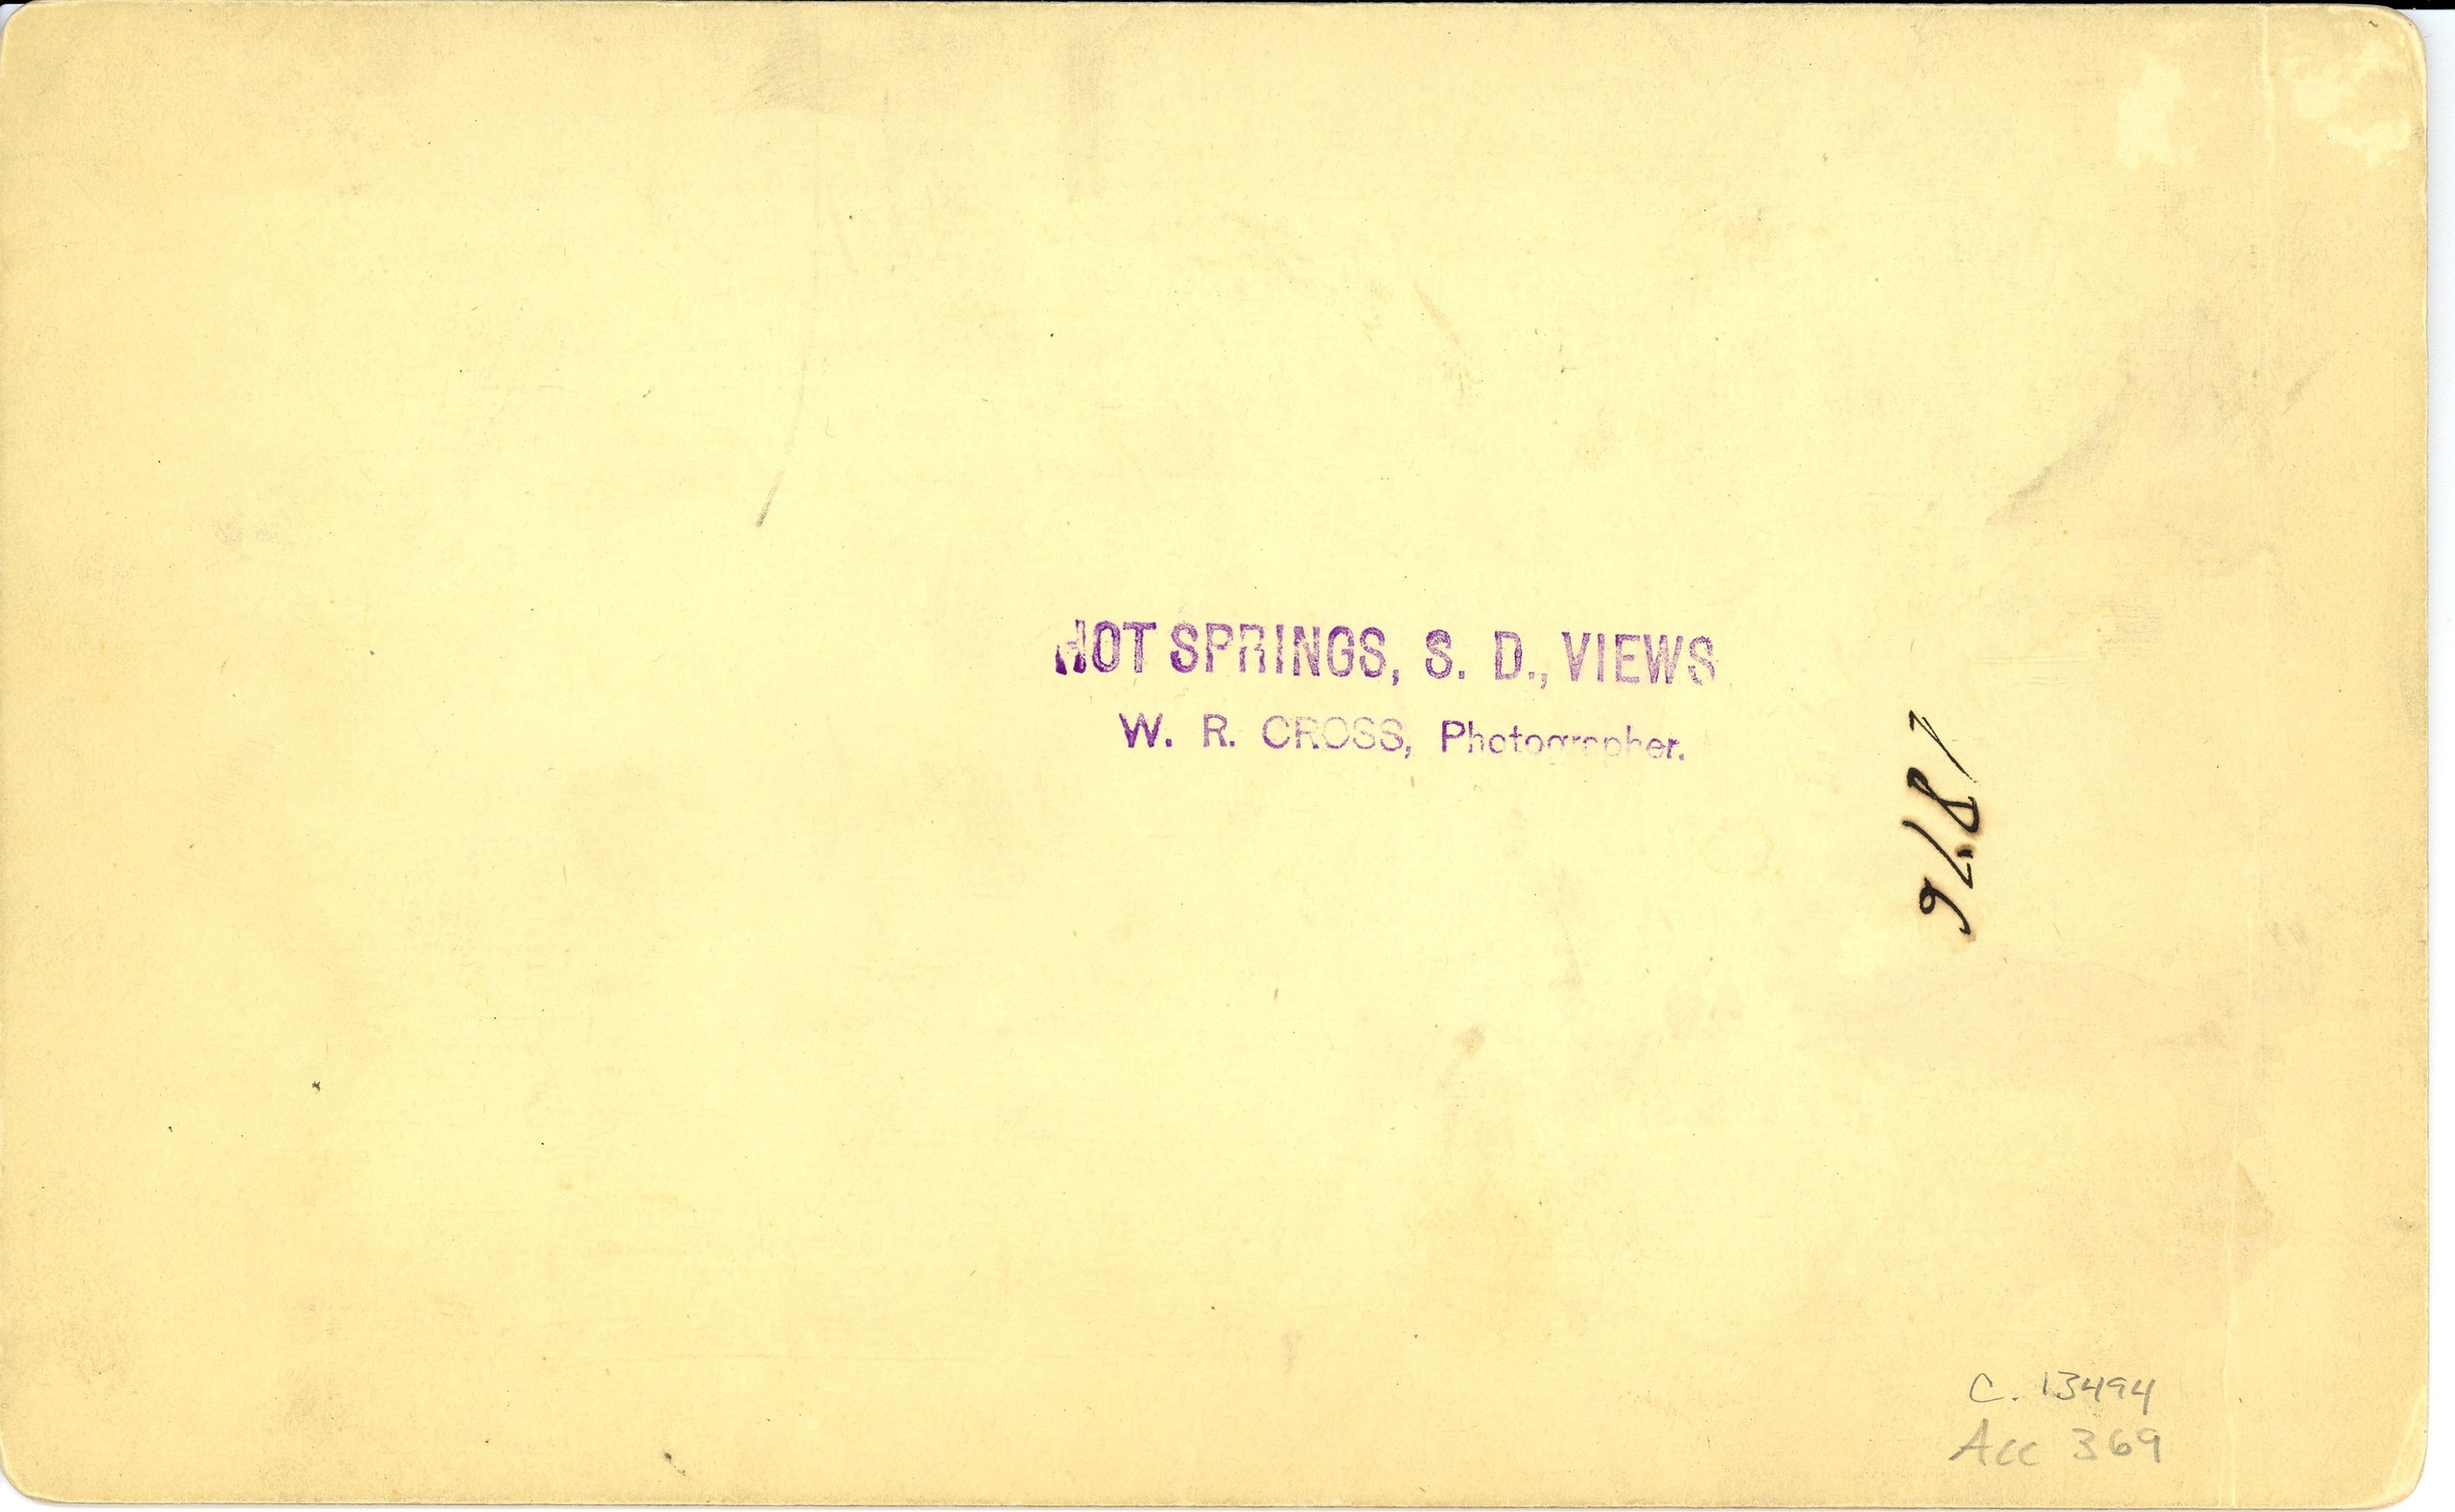 HOT SPRINGS, S. D., VIEWS
W. R. CROSS, Photographer.
1876
C. 13494
Acc 369